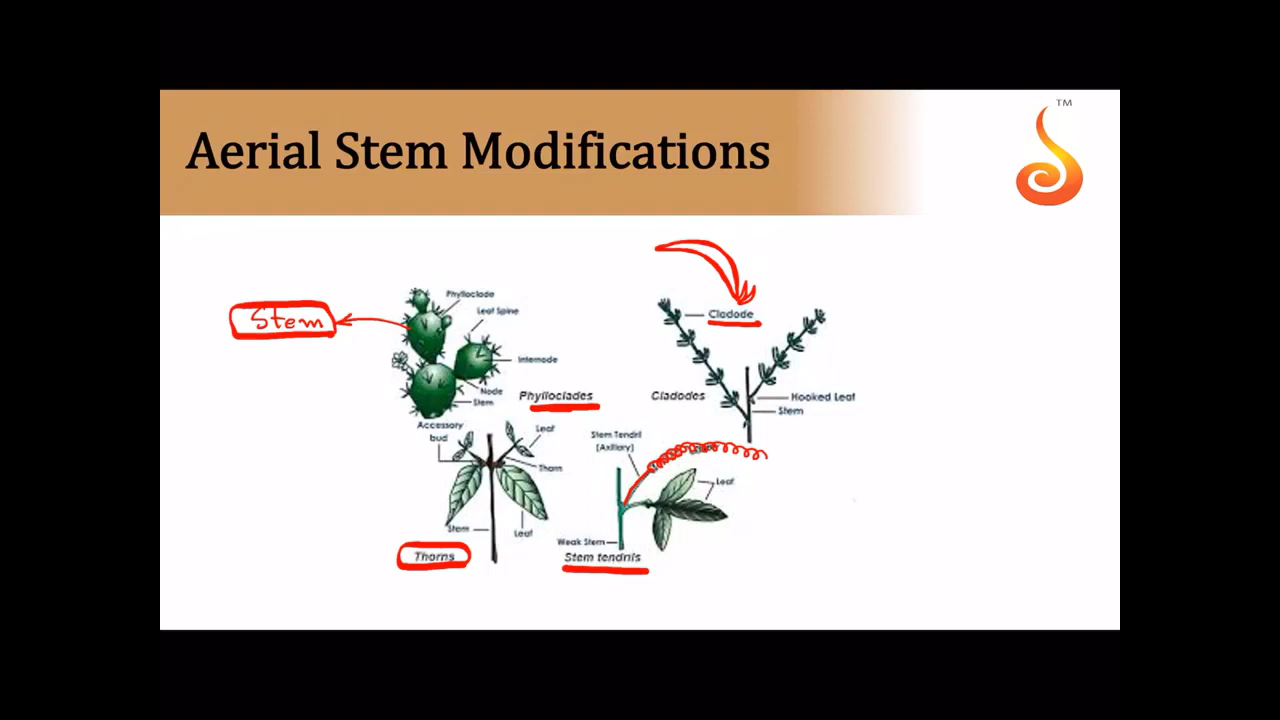 TM
Aerial Stem Modifications
Phylloclade
Leaf Spine
Stem
Internode
Node
Stem
Phylloclades
Cladode
Cladodes
Hooked Leaf
Stem
Accessory
bud
Leaf
Thorn
Stem
Leaf
Thorns
Stem Tendril
(Axillary)
Leaf
Weak Stem
Stem tendrils